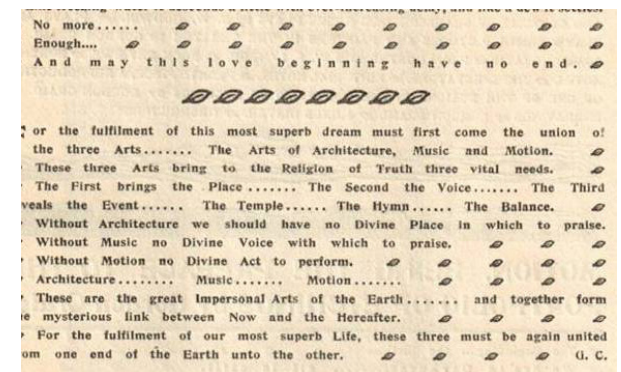 No more......
Enough....
And may this love beginning have no end.
or the fulfilment of this most superb dream must first come the union of
the three Arts....... The Arts of Architecture, Music and Motion.
These three Arts bring to the Religion of Truth three vital needs.
The First brings the Place ....... The Second the Voice....... The Third
veals the Event...... The Temple...... The Hymn...... The Balance.
Without Architecture we should have no Divine Place in which to praise.
Without Music no Divine Voice with which to praise.
Without Motion no Divine Act to perform.
Architecture........ Music....... Motion.......
These are the great Impersonal Arts of the Earth....... and together form
e mysterious link between Now and the Hereafter.
For the fulfilment of our most superb Life, these three must be again united
om one end of the Earth unto the other. G. C.